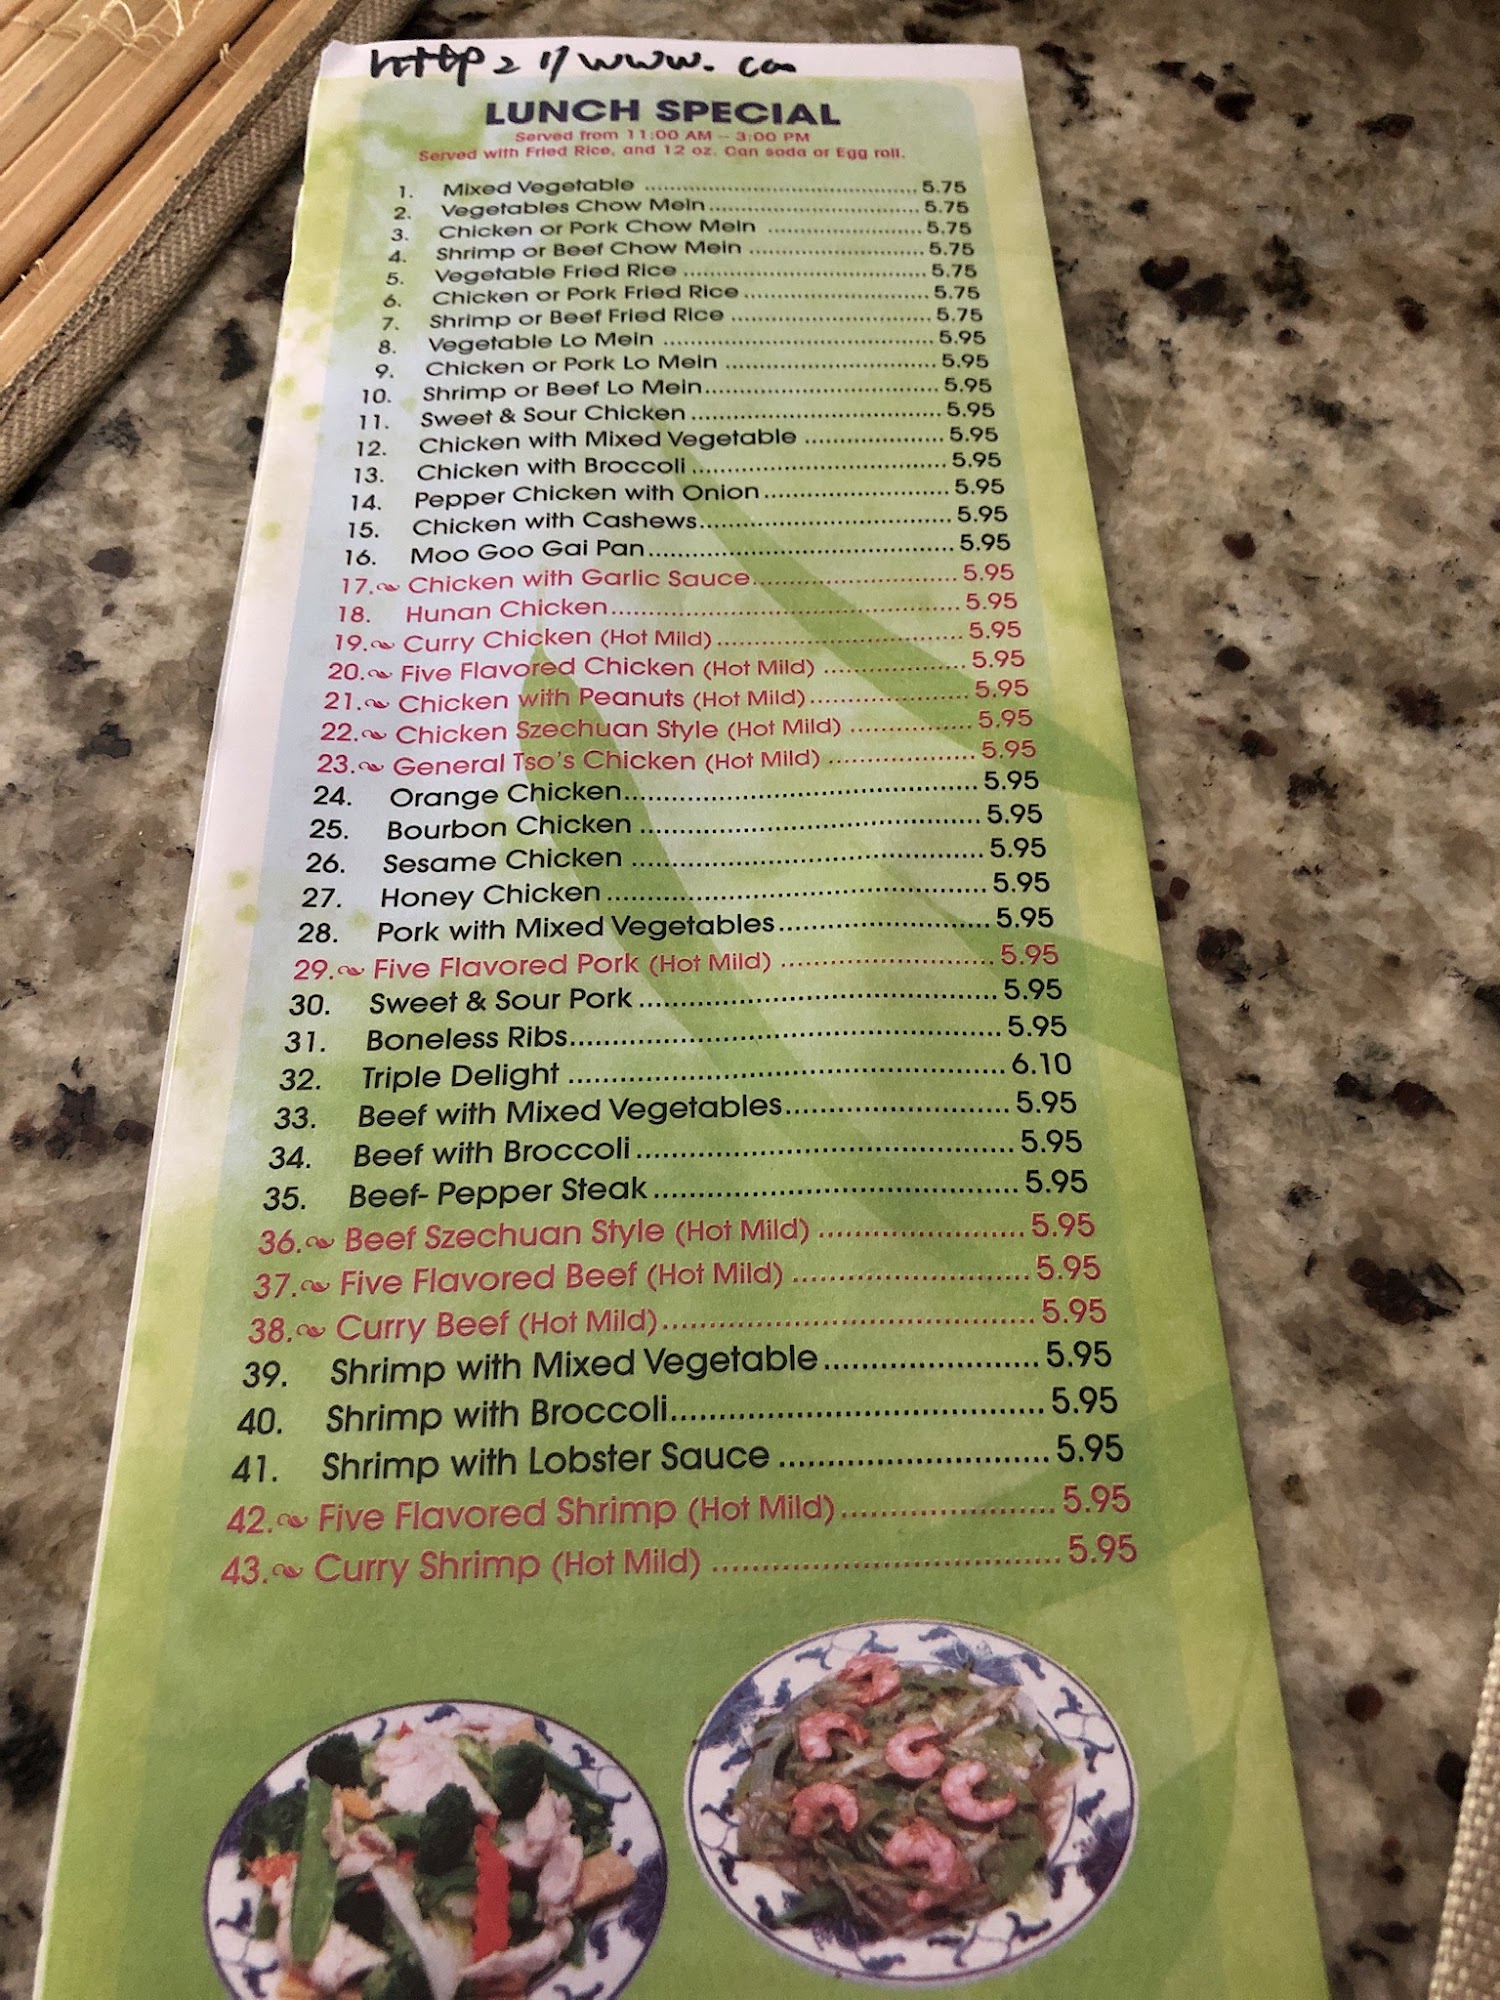 http://www. co
LUNCH SPECIAL
Served from 11:00 AM - 3:00 PM
Served with Fried Rice, and 12 oz. Can soda or Egg roll.
1. Mixed Vegetable 5.75
2. Vegetables Chow Mein 5.75
3. Chicken or Pork Chow Mein 5.75
4. Shrimp or Beef Chow Mein 5.75
5. Vegetable Fried Rice 5.75
6. Chicken or Pork Fried Rice 5.75
7. Shrimp or Beef Fried Rice 5.75
8. Vegetable Lo Mein 5.95
9. Chicken or Pork Lo Mein 5.95
10. Shrimp or Beef Lo Mein 5.95
11. Sweet & Sour Chicken 5.95
12. Chicken with Mixed Vegetable 5.95
13. Chicken with Broccoli 5.95
14. Pepper Chicken with Onion 5.95
15. Chicken with Cashews 5.95
16. Moo Goo Gai Pan 5.95
17. Chicken with Garlic Sauce 5.95
18. Hunan Chicken 5.95
19. Curry Chicken (Hot Mild) 5.95
20. Five Flavored Chicken (Hot Mild) 5.95
21. Chicken with Peanuts (Hot Mild) 5.95
22. Chicken Szechuan Style (Hot Mild) 5.95
23. General Tso's Chicken (Hot Mild) 5.95
24. Orange Chicken 5.95
25. Bourbon Chicken 5.95
26. Sesame Chicken 5.95
27. Honey Chicken 5.95
28. Pork with Mixed Vegetables 5.95
29. Five Flavored Pork (Hot Mild) 5.95
30. Sweet & Sour Pork 5.95
31. Boneless Ribs 5.95
32. Triple Delight 6.10
33. Beef with Mixed Vegetables 5.95
34. Beef with Broccoli 5.95
35. Beef- Pepper Steak 5.95
36. Beef Szechuan Style (Hot Mild) 5.95
37. Five Flavored Beef (Hot Mild) 5.95
38. Curry Beef (Hot Mild) 5.95
39. Shrimp with Mixed Vegetable 5.95
40. Shrimp with Broccoli 5.95
41. Shrimp with Lobster Sauce 5.95
42. Five Flavored Shrimp (Hot Mild) 5.95
43. Curry Shrimp (Hot Mild) 5.95